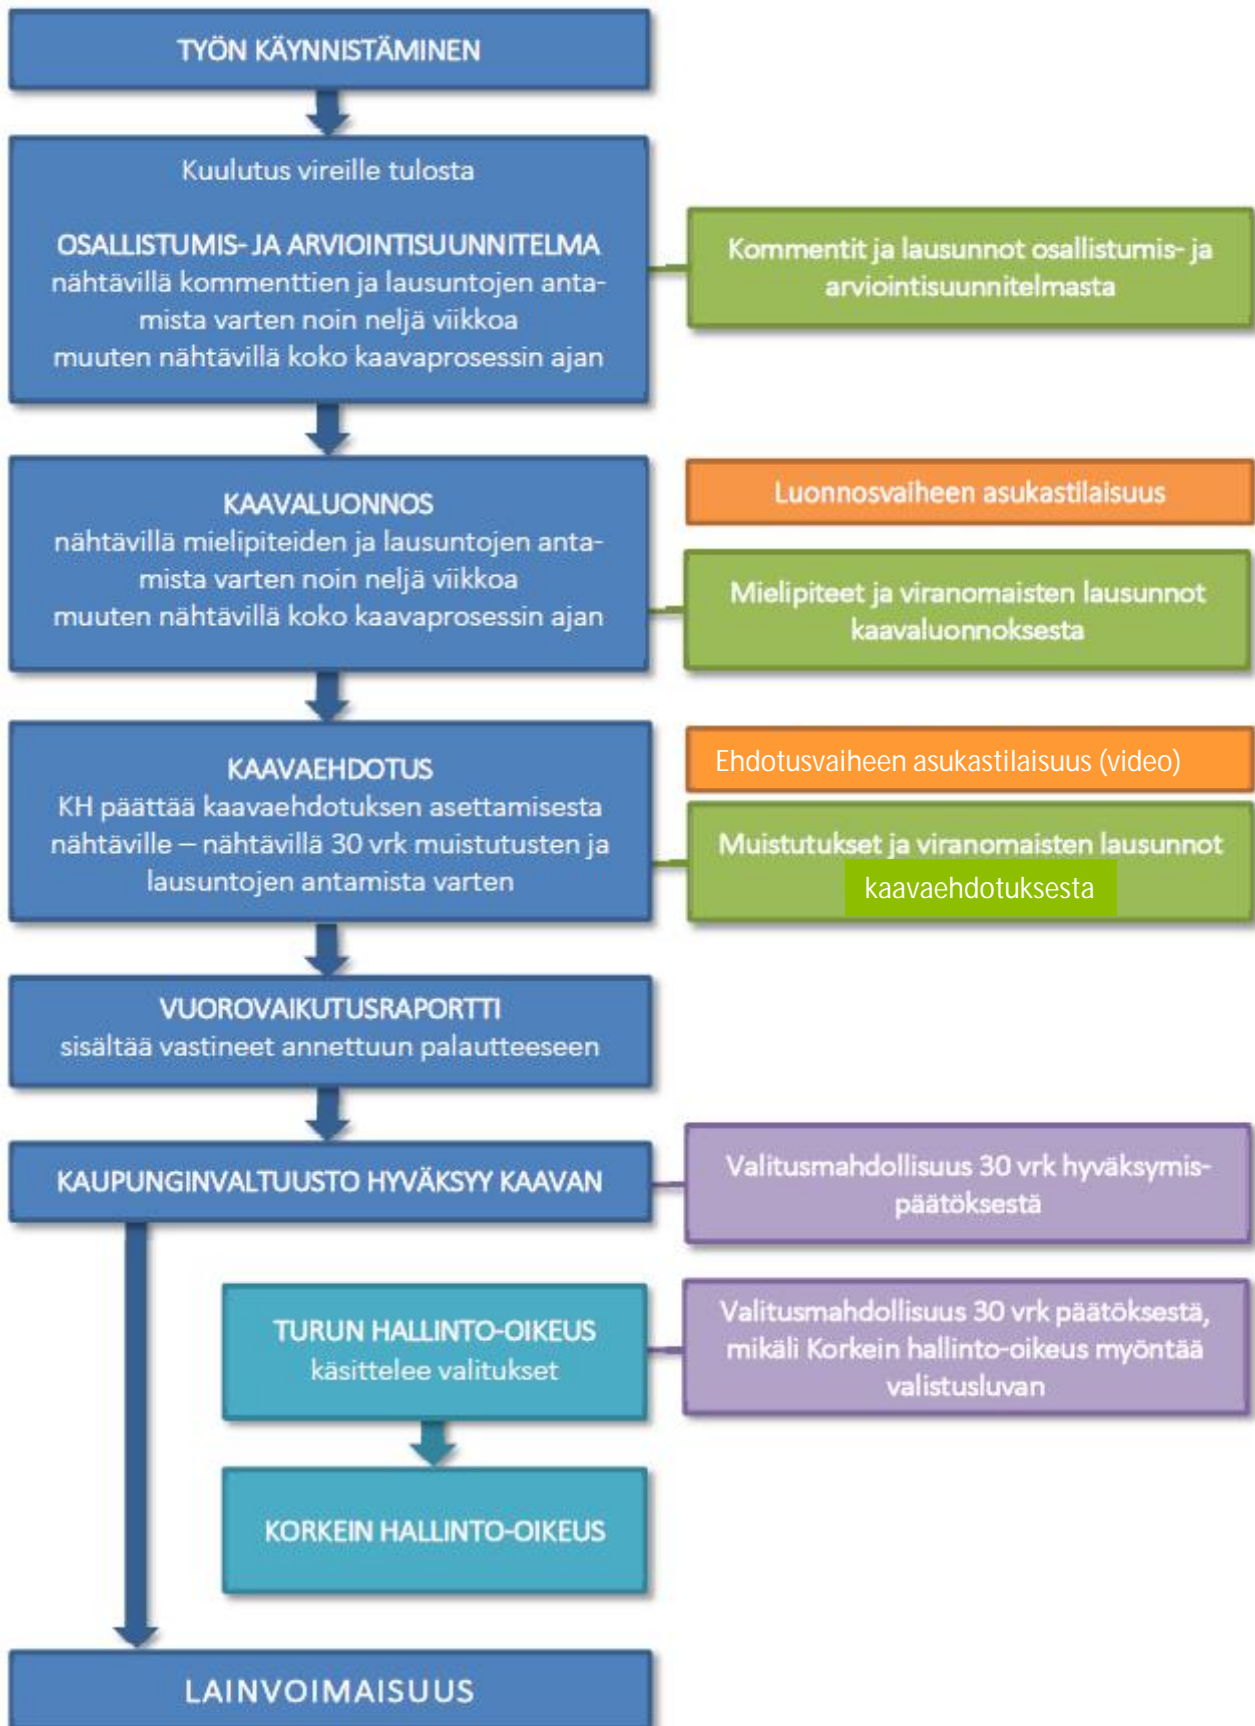 TYÖN KÄYNNISTÄMINEN
Kuulutus vireille tulosta
OSALLISTUMIS- JA ARVIOINTISUUNNITELMA
nähtävillä kommenttien ja lausuntojen anta-
mista varten noin neljä viikkoa
muuten nähtävillä koko kaavaprosessin ajan
Kommentit ja lausunnot osallistumis- ja
arviointisuunnitelmasta
KAAVALUONNOS
nähtävillä mielipiteiden ja lausuntojen anta-
mista varten noin neljä viikkoa
muuten nähtävillä koko kaavaprosessin ajan
Luonnosvaiheen asukastilaisuus
Mielipiteet ja viranomaisten lausunnot
kaavaluonnoksesta
KAAVAEHDOTUS
KH päättää kaavaehdotuksen asettamisesta
nähtäville – nähtävillä 30 vrk muistutusten ja
lausuntojen antamista varten
Ehdotusvaiheen asukastilaisuus (video)
Muistutukset ja viranomaisten lausunnot
kaavaehdotuksesta
VUOROVAIKUTUSRAPORTTI
sisältää vastineet annettuun palautteeseen
KAUPUNGINVALTUUSTO HYVÄKSYY KAAVAN
Valitusmahdollisuus 30 vrk hyväksymis-
päätöksestä
TURUN HALLINTO-OIKEUS
käsittelee valitukset
Valitusmahdollisuus 30 vrk päätöksestä,
mikäli Korkein hallinto-oikeus myöntää
valistusluvan
KORKEIN HALLINTO-OIKEUS
LAINVOIMAISUUS